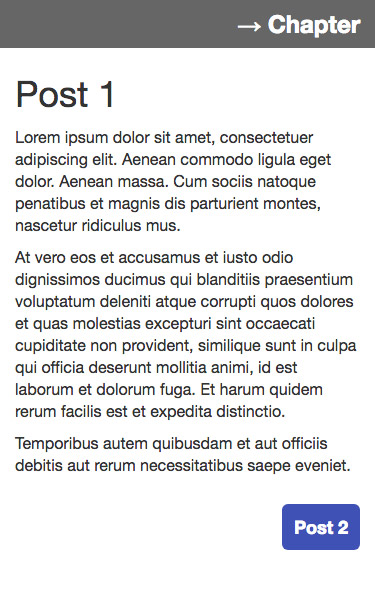 → Chapter
Post 1
Lorem ipsum dolor sit amet, consectetuer
adipiscing elit. Aenean commodo ligula eget
dolor. Aenean massa. Cum sociis natoque
penatibus et magnis dis parturient montes,
nascetur ridiculus mus.
At vero eos et accusamus et iusto odio
dignissimos ducimus qui blanditiis praesentium
voluptatum deleniti atque corrupti quos dolores
et quas molestias excepturi sint occaecati
cupiditate non provident, similique sunt in culpa
qui officia deserunt mollitia animi, id est
laborum et dolorum fuga. Et harum quidem
rerum facilis est et expedita distinctio.
Temporibus autem quibusdam et aut officiis
debitis aut rerum necessitatibus saepe eveniet.
Post 2